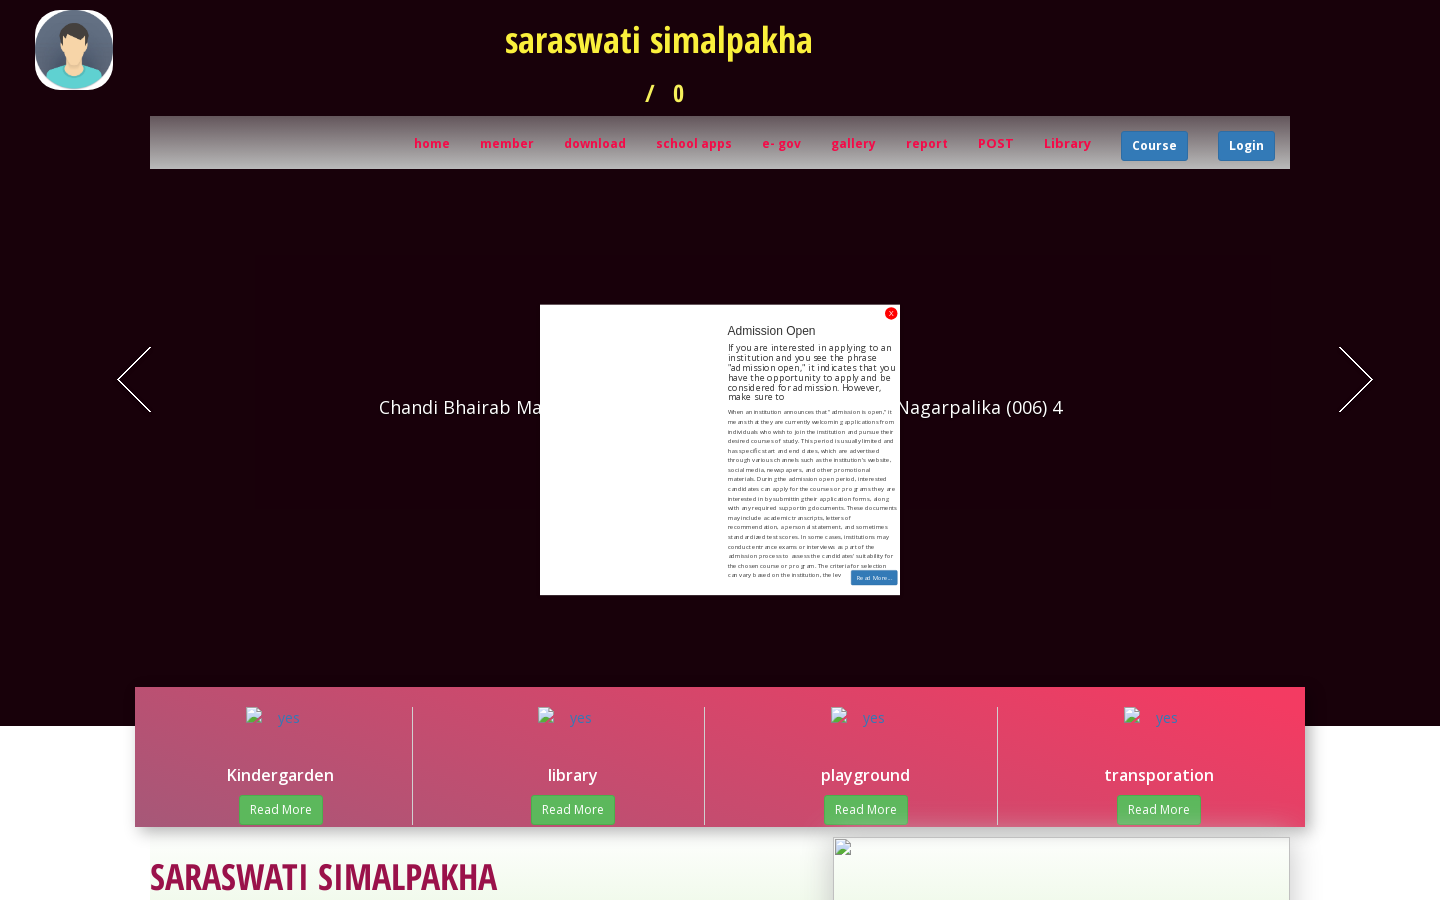 saraswati simalpakha
/ 0
home member download school apps e- gov gallery report POST Library Course Login
X
Admission Open
If you are interested in applying to an
institution and you see the phrase
"admission open," it indicates that you
have the opportunity to apply and be
considered for admission. However,
make sure to
Chandi Bhairab Ma
Nagarpalika (006) 4
When an institution announces that "admission is open," it
means that they are currently welcoming applications from
individuals who wish to join the institution and pursue their
desired courses of study. This period is usually limited and
has specific start and end dates, which are advertised
through various channels such as the institution's website,
social media, newspapers, and other promotional
materials. During the admission open period, interested
candidates can apply for the courses or programs they are
interested in by submitting their application forms, along
with any required supporting documents. These documents
may include academic transcripts, letters of
recommendation, a personal statement, and sometimes
standardized test scores. In some cases, institutions may
conduct entrance exams or interviews as part of the
admission process to assess the candidates' suitability for
the chosen course or program. The criteria for selection
can vary based on the institution, the lev
Read More...
yes yes yes yes
Kindergarden library playground transporation
Read More Read More Read More Read More
SARASWATI SIMALPAKHA